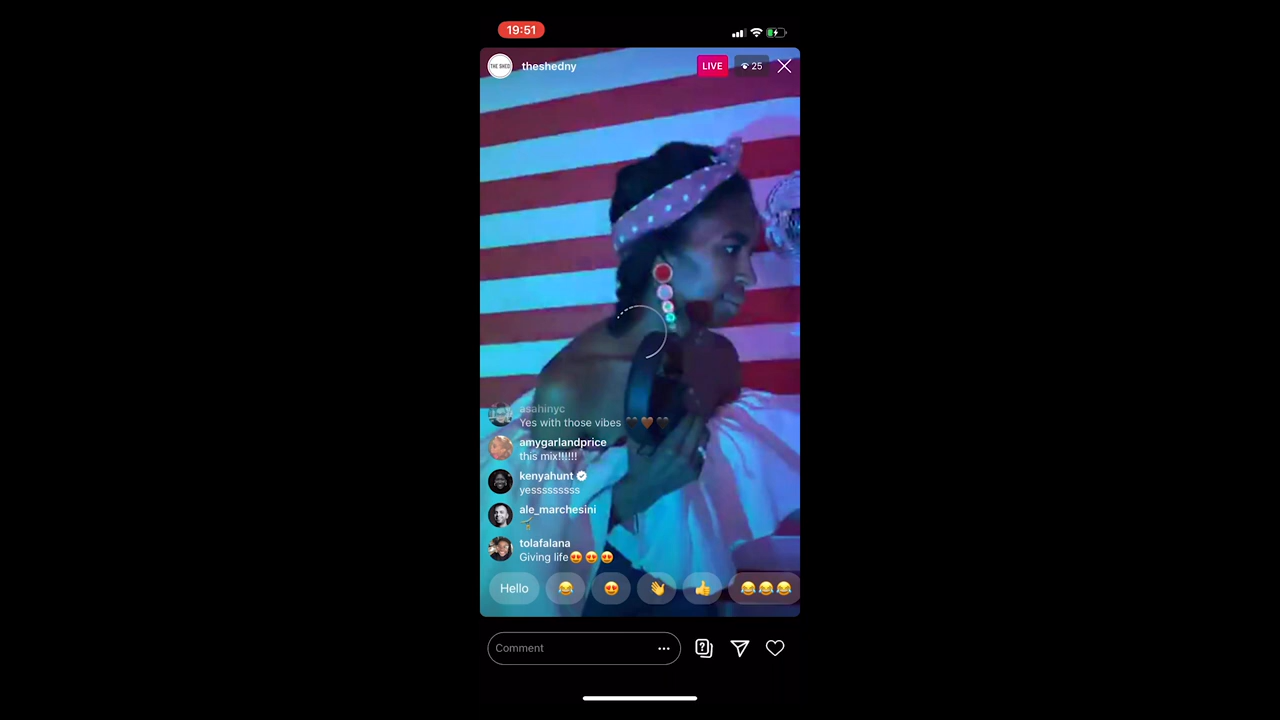 19:51
THE SHED
theshedny
LIVE
25
asahinyc
Yes with those vibes 🖤 🧡 🖤
amygarlandprice
this mix!!!!!!
kenyahunt
yesssssssss
ale_marchesini
tolafalana
Giving life😍😍😍
Hello
😂
😍
👋
👍
😂😂😂
Comment